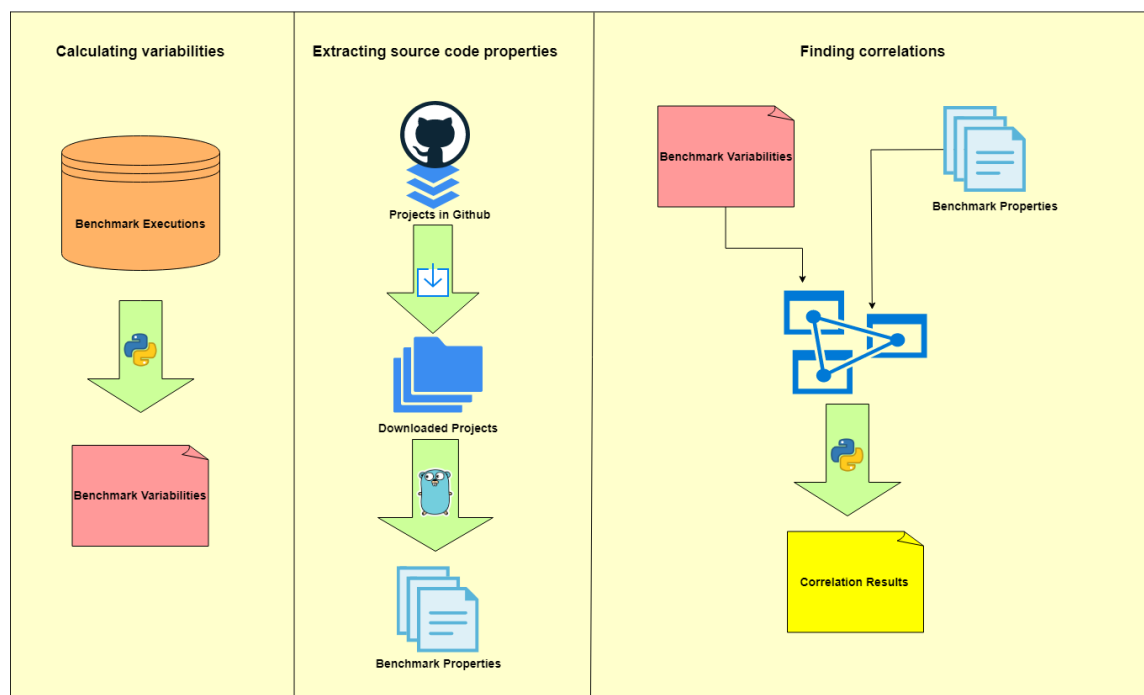 Calculating variabilities
Benchmark Executions
Benchmark Variabilities
Extracting source code properties
Projects in Github
Downloaded Projects
Benchmark Properties
Finding correlations
Benchmark Variabilities
Benchmark Properties
Correlation Results